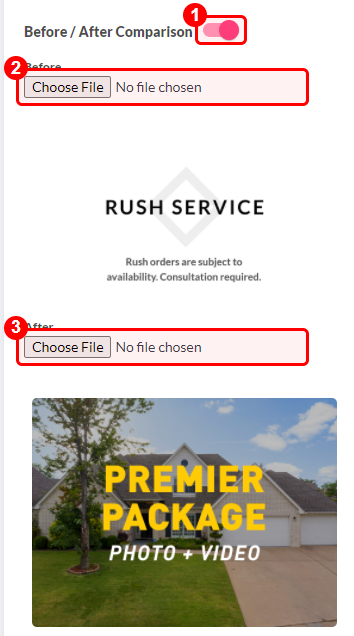 1
Before / After Comparison
2
Before
Choose File No file chosen
RUSH SERVICE
Rush orders are subject to
availability. Consultation required.
3
After
Choose File No file chosen
PREMIER
PACKAGE
PHOTO + VIDEO